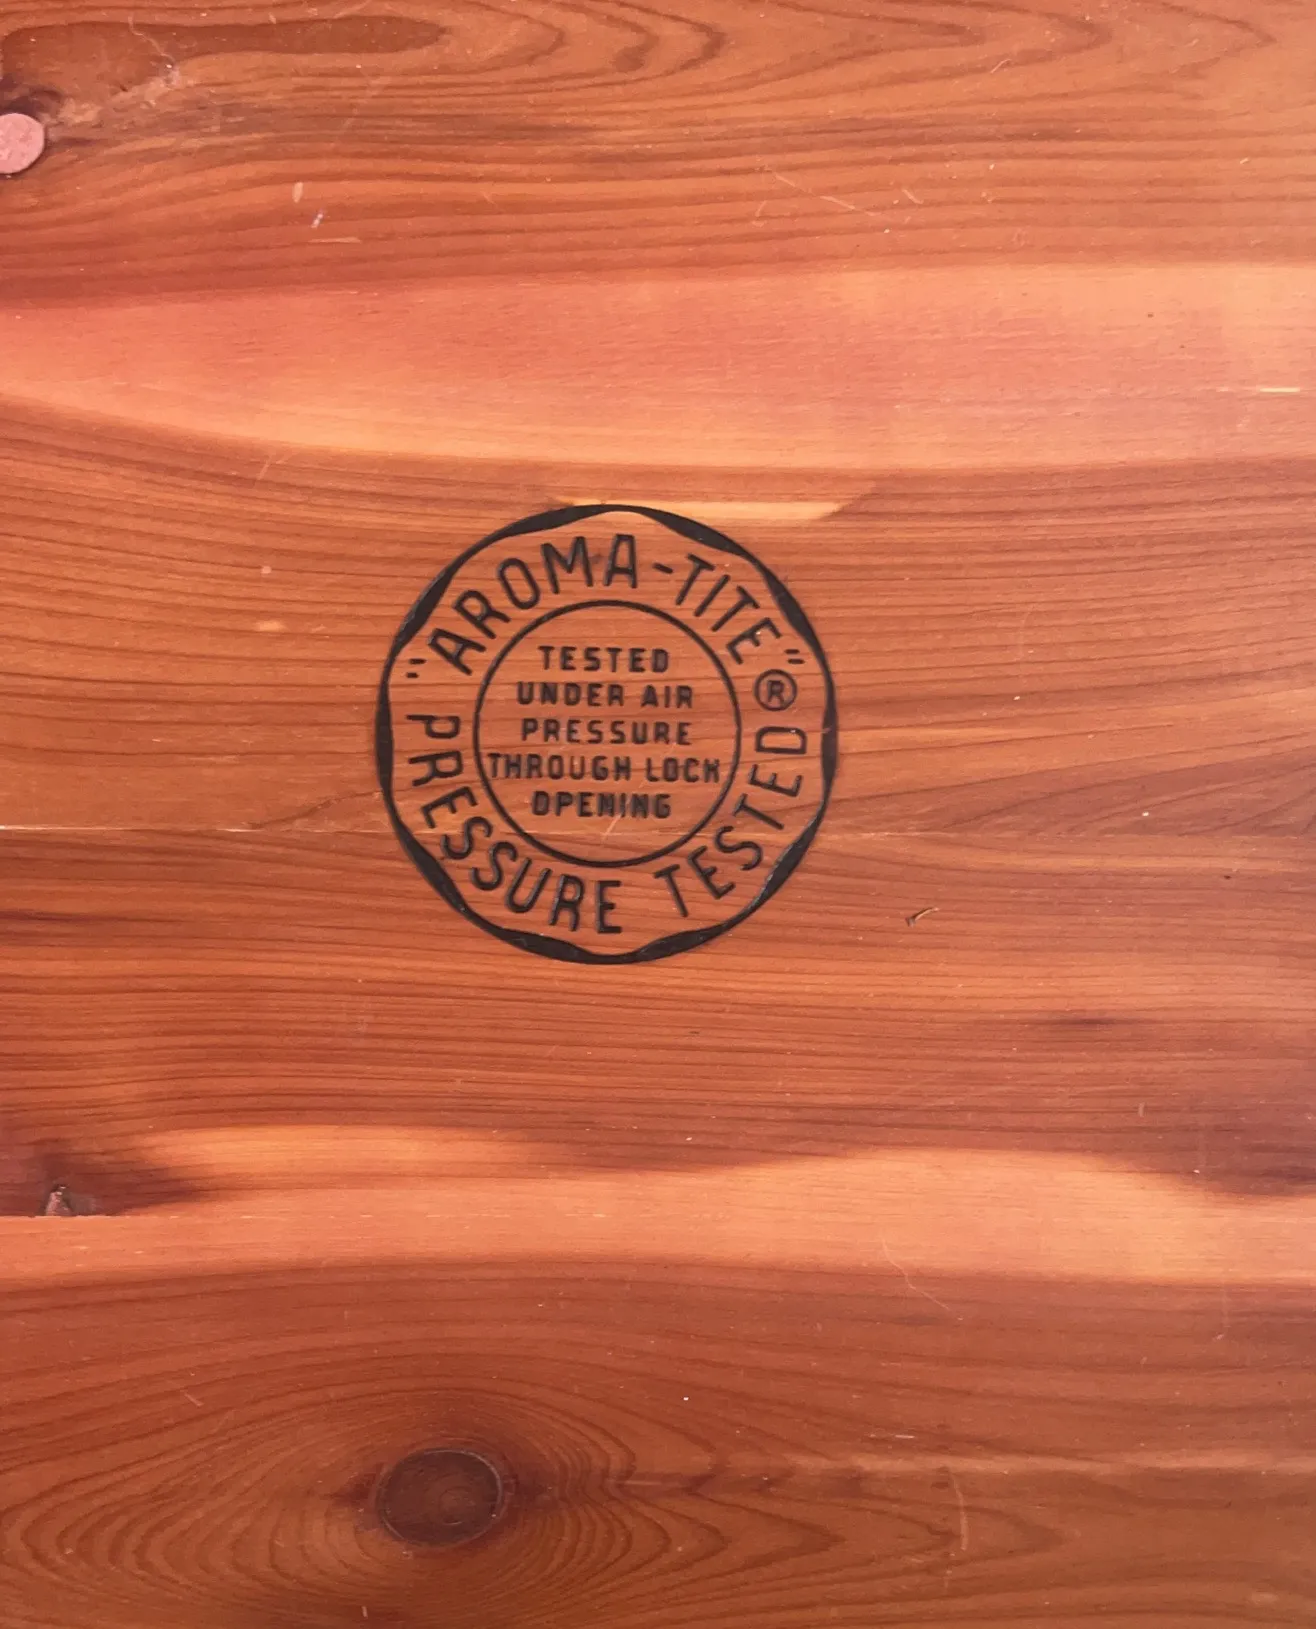 "AROMA-TITE"®
TESTED
UNDER AIR
PRESSURE
THROUGH LOCK
OPENING
PRESSURE TESTED